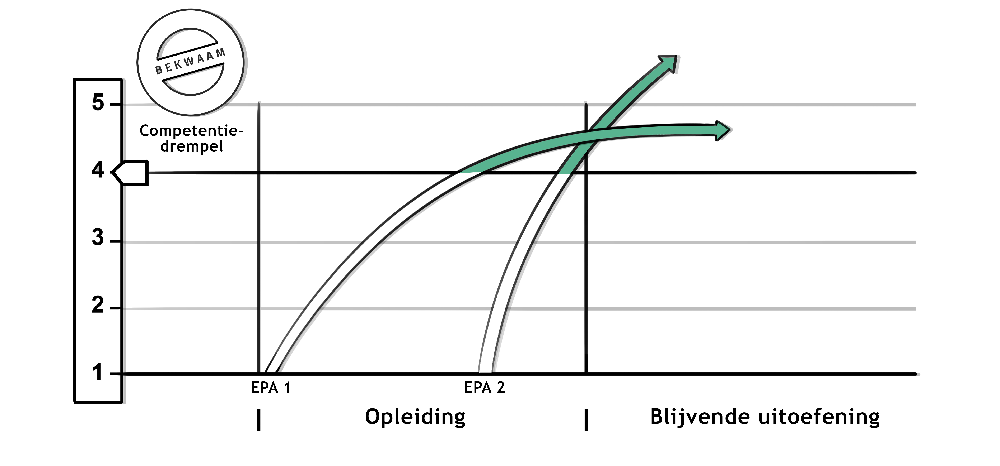 BEKWAAM
5
Competentie-
drempel
4
3
2
1
EPA 1
EPA 2
Opleiding
Blijvende uitoefening